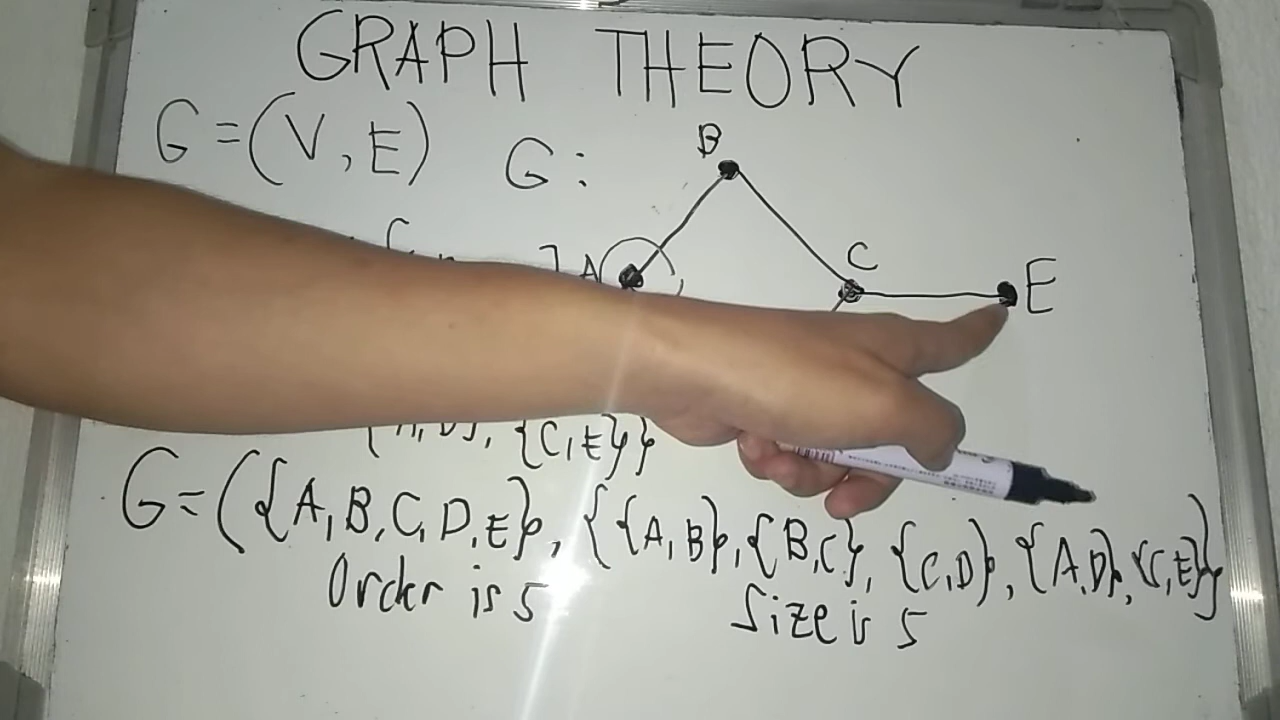 GRAPH THEORY
G=(V,E) G:
B
A
C
E
{C,E}}
G=({A,B,C,D,E}, {{A,B},{B,C},{C,D},{A,D},{C,E}})
Order is 5
Size is 5